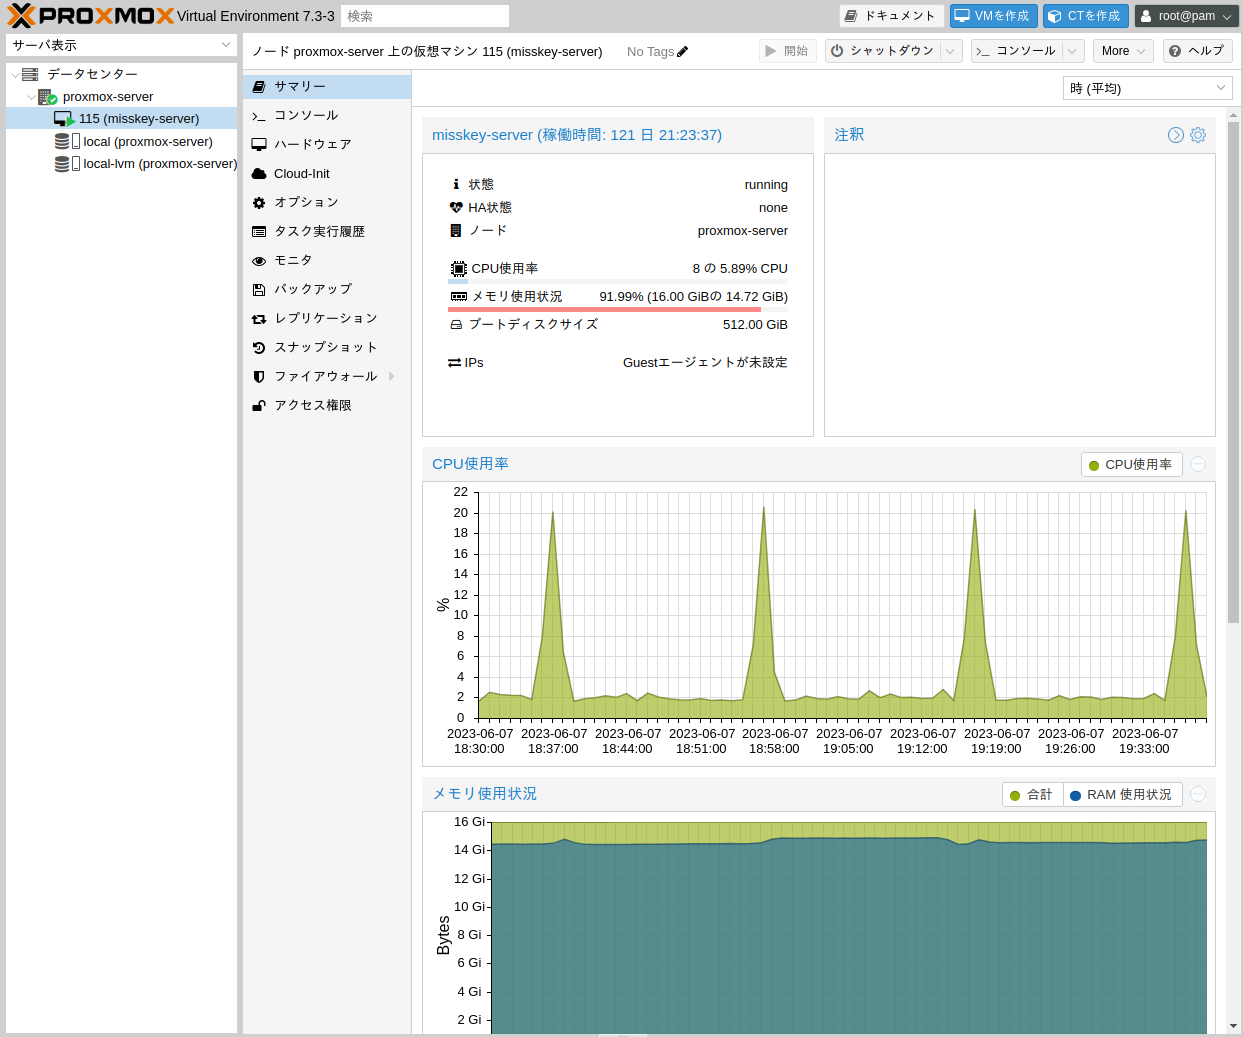 PROXMOX Virtual Environment 7.3-3 検索 ドキュメント VMを作成 CTを作成 root@pam
サーバ表示
データセンター
proxmox-server
115 (misskey-server)
local (proxmox-server)
local-lvm (proxmox-server)
ノード proxmox-server 上の仮想マシン 115 (misskey-server) No Tags 開始 シャットダウン コンソール More ヘルプ
サマリー
コンソール
ハードウェア
Cloud-Init
オプション
タスク実行履歴
モニタ
バックアップ
レプリケーション
スナップショット
ファイアウォール
アクセス権限
時 (平均)
misskey-server (稼働時間: 121 日 21:23:37)
状態 running
HA状態 none
ノード proxmox-server
CPU使用率 8 の 5.89% CPU
メモリ使用状況 91.99% (16.00 GiBの 14.72 GiB)
ブートディスクサイズ 512.00 GiB
IPs Guestエージェントが未設定
注釈
CPU使用率 CPU使用率
22
20
18
16
14
12
10
8
6
4
2
0
%
2023-06-07 2023-06-07 2023-06-07 2023-06-07 2023-06-07 2023-06-07 2023-06-07 2023-06-07 2023-06-07 2023-06-07
18:30:00 18:37:00 18:44:00 18:51:00 18:58:00 19:05:00 19:12:00 19:19:00 19:26:00 19:33:00
メモリ使用状況 合計 RAM 使用状況
16 Gi
14 Gi
12 Gi
10 Gi
8 Gi
6 Gi
4 Gi
2 Gi
Bytes